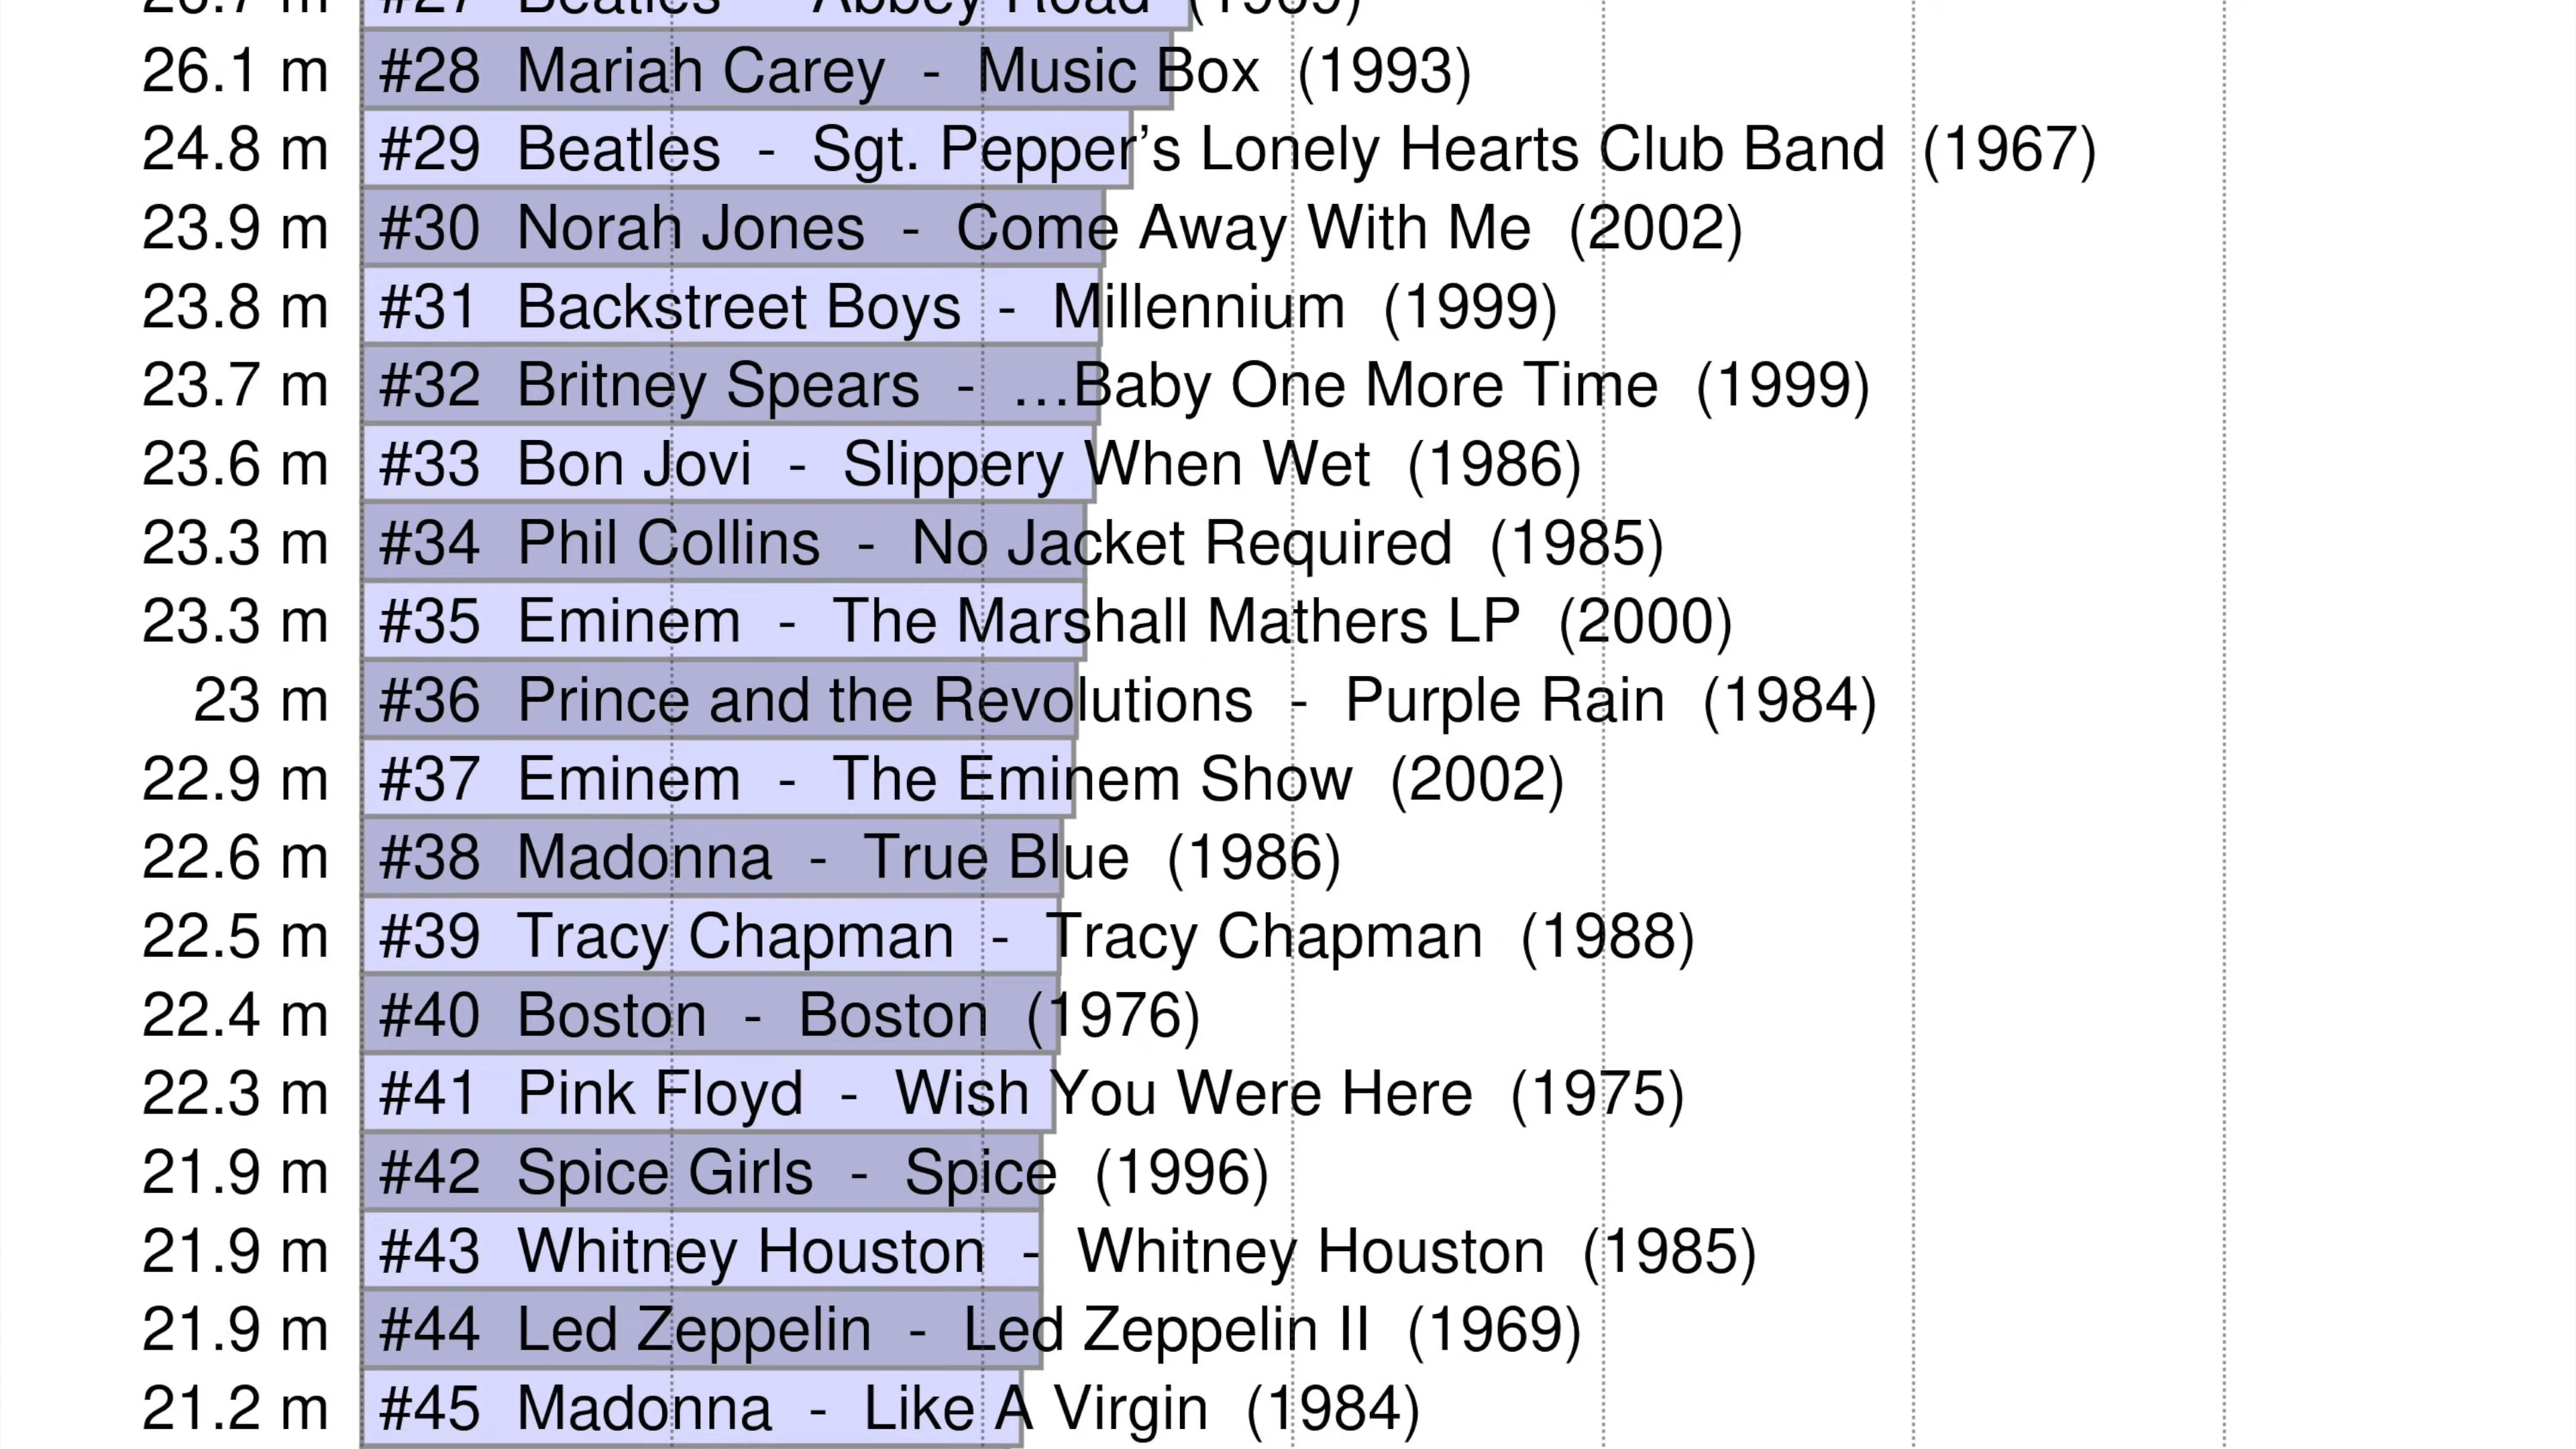 #27 Beatles - Abbey Road (1969)
26.1 m #28 Mariah Carey - Music Box (1993)
24.8 m #29 Beatles - Sgt. Pepper’s Lonely Hearts Club Band (1967)
23.9 m #30 Norah Jones - Come Away With Me (2002)
23.8 m #31 Backstreet Boys - Millennium (1999)
23.7 m #32 Britney Spears - …Baby One More Time (1999)
23.6 m #33 Bon Jovi - Slippery When Wet (1986)
23.3 m #34 Phil Collins - No Jacket Required (1985)
23.3 m #35 Eminem - The Marshall Mathers LP (2000)
23 m #36 Prince and the Revolutions - Purple Rain (1984)
22.9 m #37 Eminem - The Eminem Show (2002)
22.6 m #38 Madonna - True Blue (1986)
22.5 m #39 Tracy Chapman - Tracy Chapman (1988)
22.4 m #40 Boston - Boston (1976)
22.3 m #41 Pink Floyd - Wish You Were Here (1975)
21.9 m #42 Spice Girls - Spice (1996)
21.9 m #43 Whitney Houston - Whitney Houston (1985)
21.9 m #44 Led Zeppelin - Led Zeppelin II (1969)
21.2 m #45 Madonna - Like A Virgin (1984)